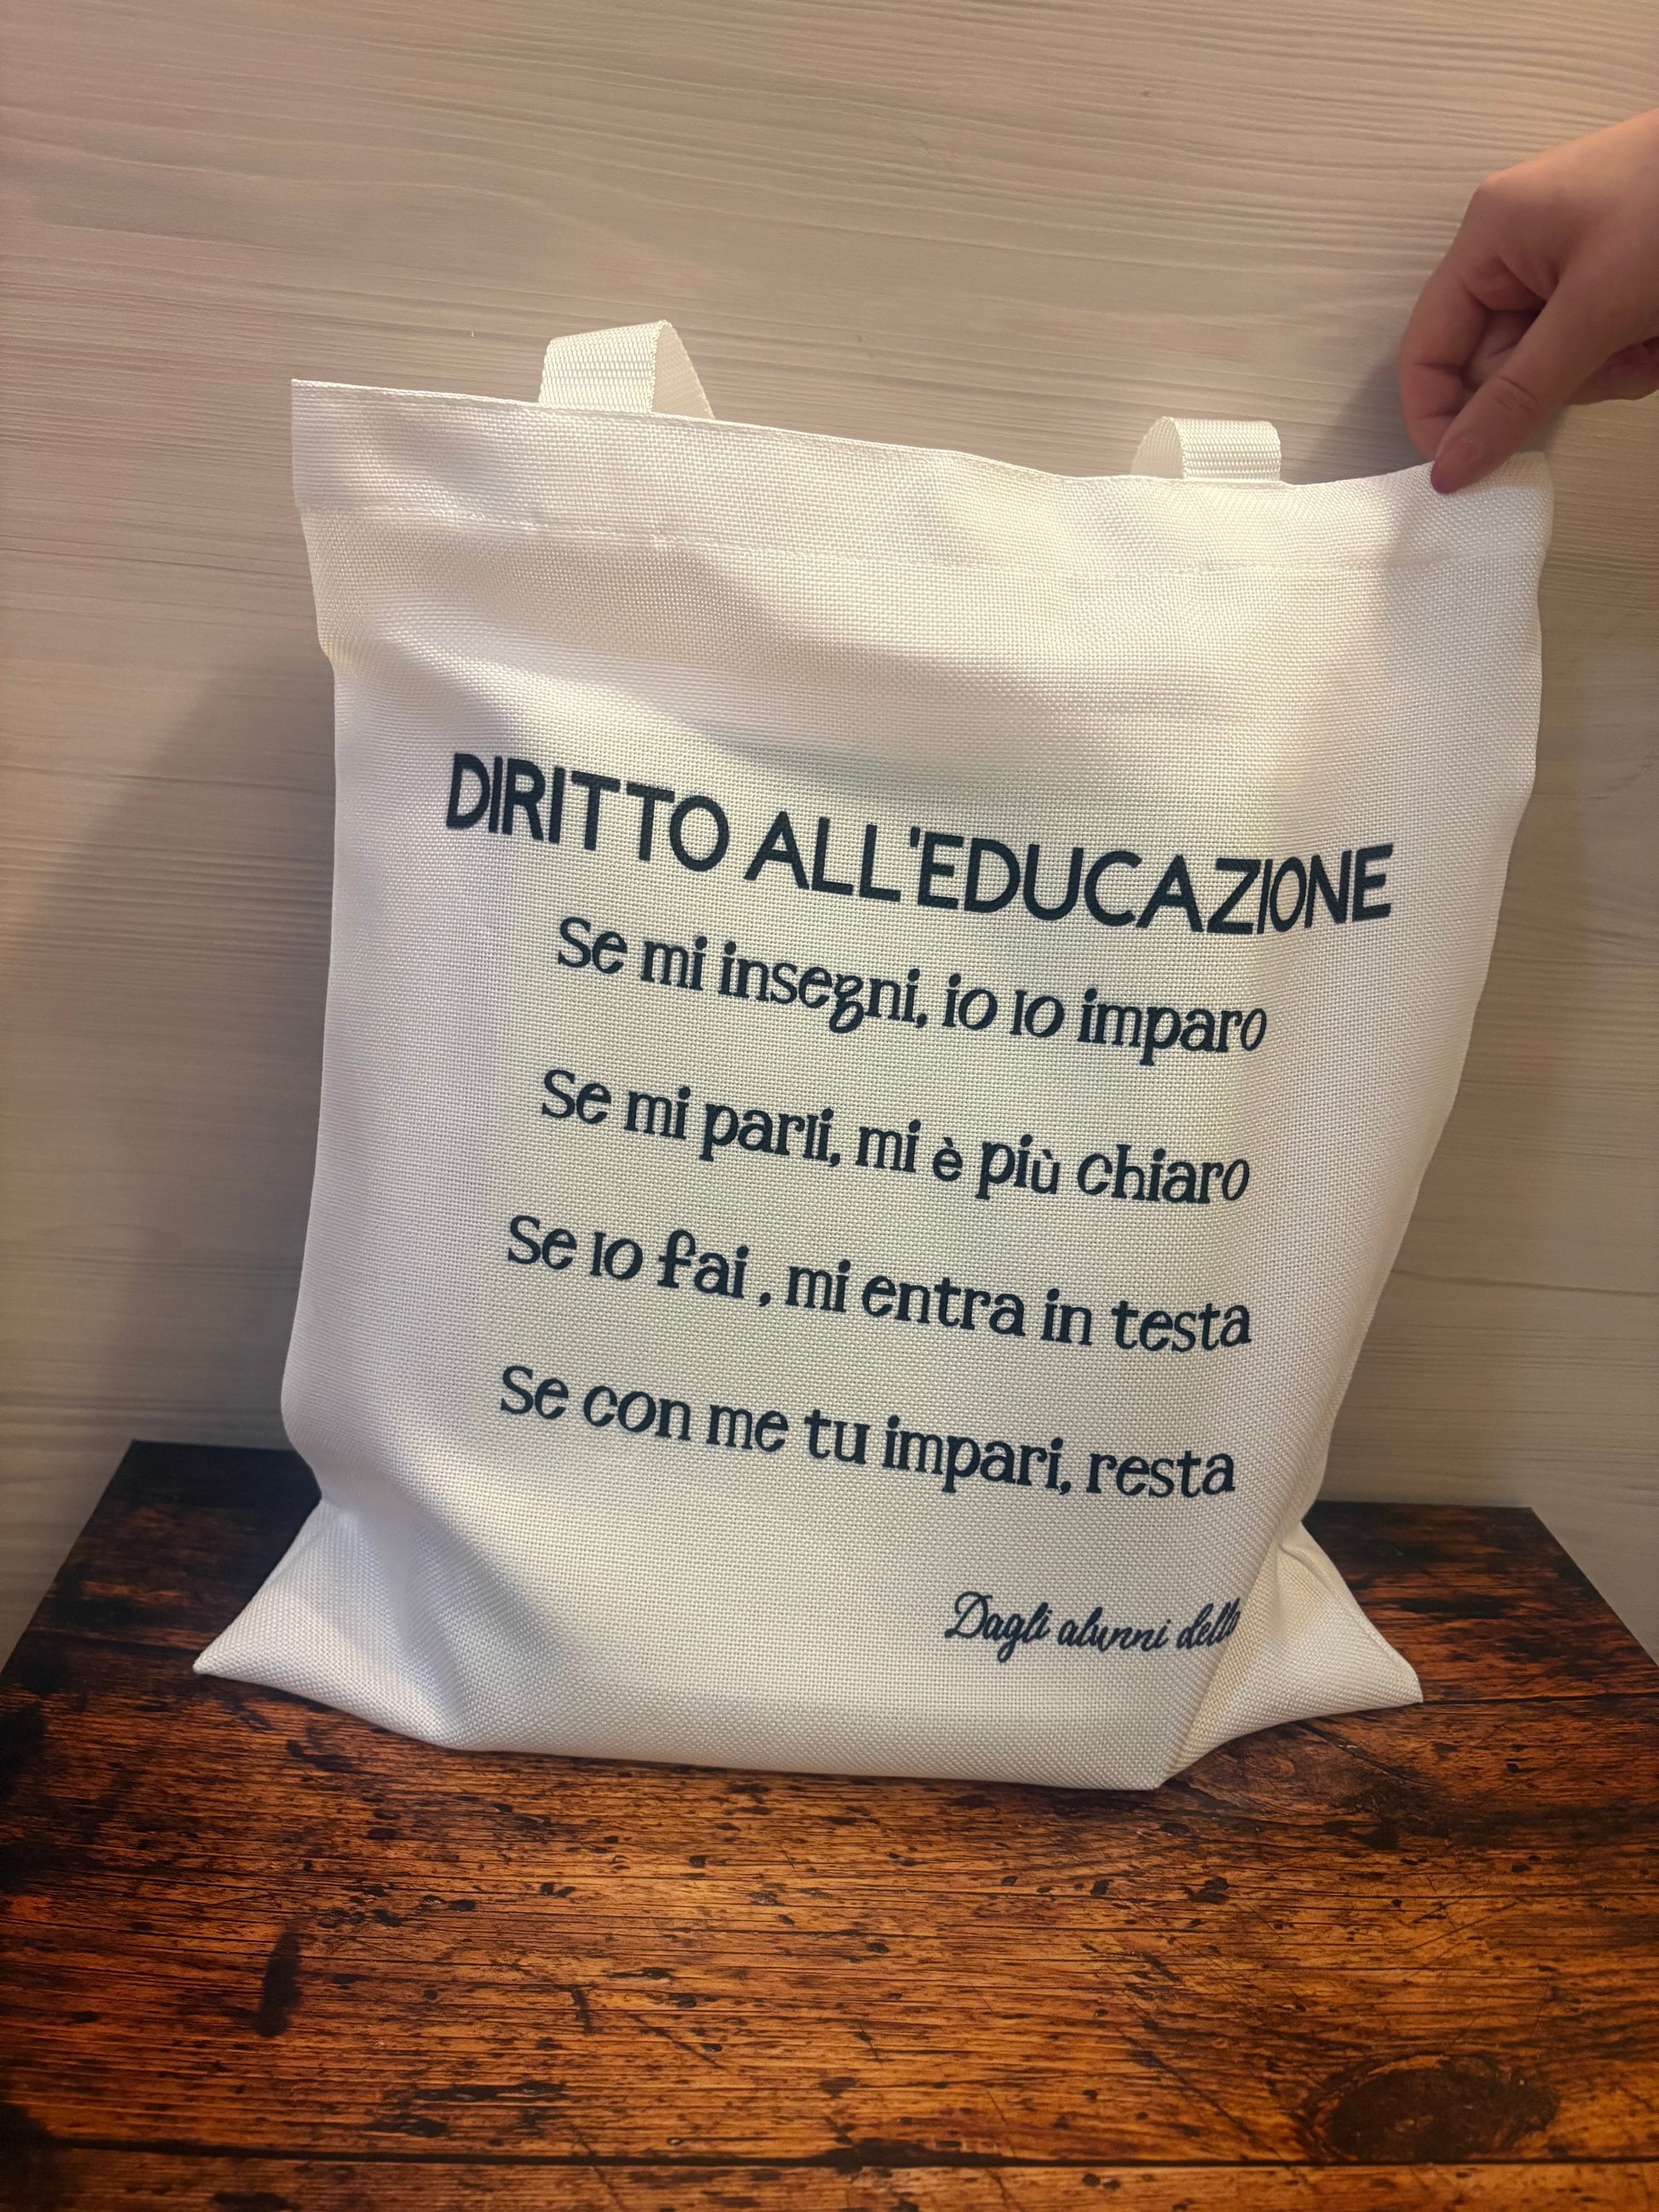 DIRITTO ALL'EDUCAZIONE
Se mi insegni, io lo imparo
Se mi parli, mi è più chiaro
Se lo fai , mi entra in testa
Se con me tu impari, resta
Dagli alunni